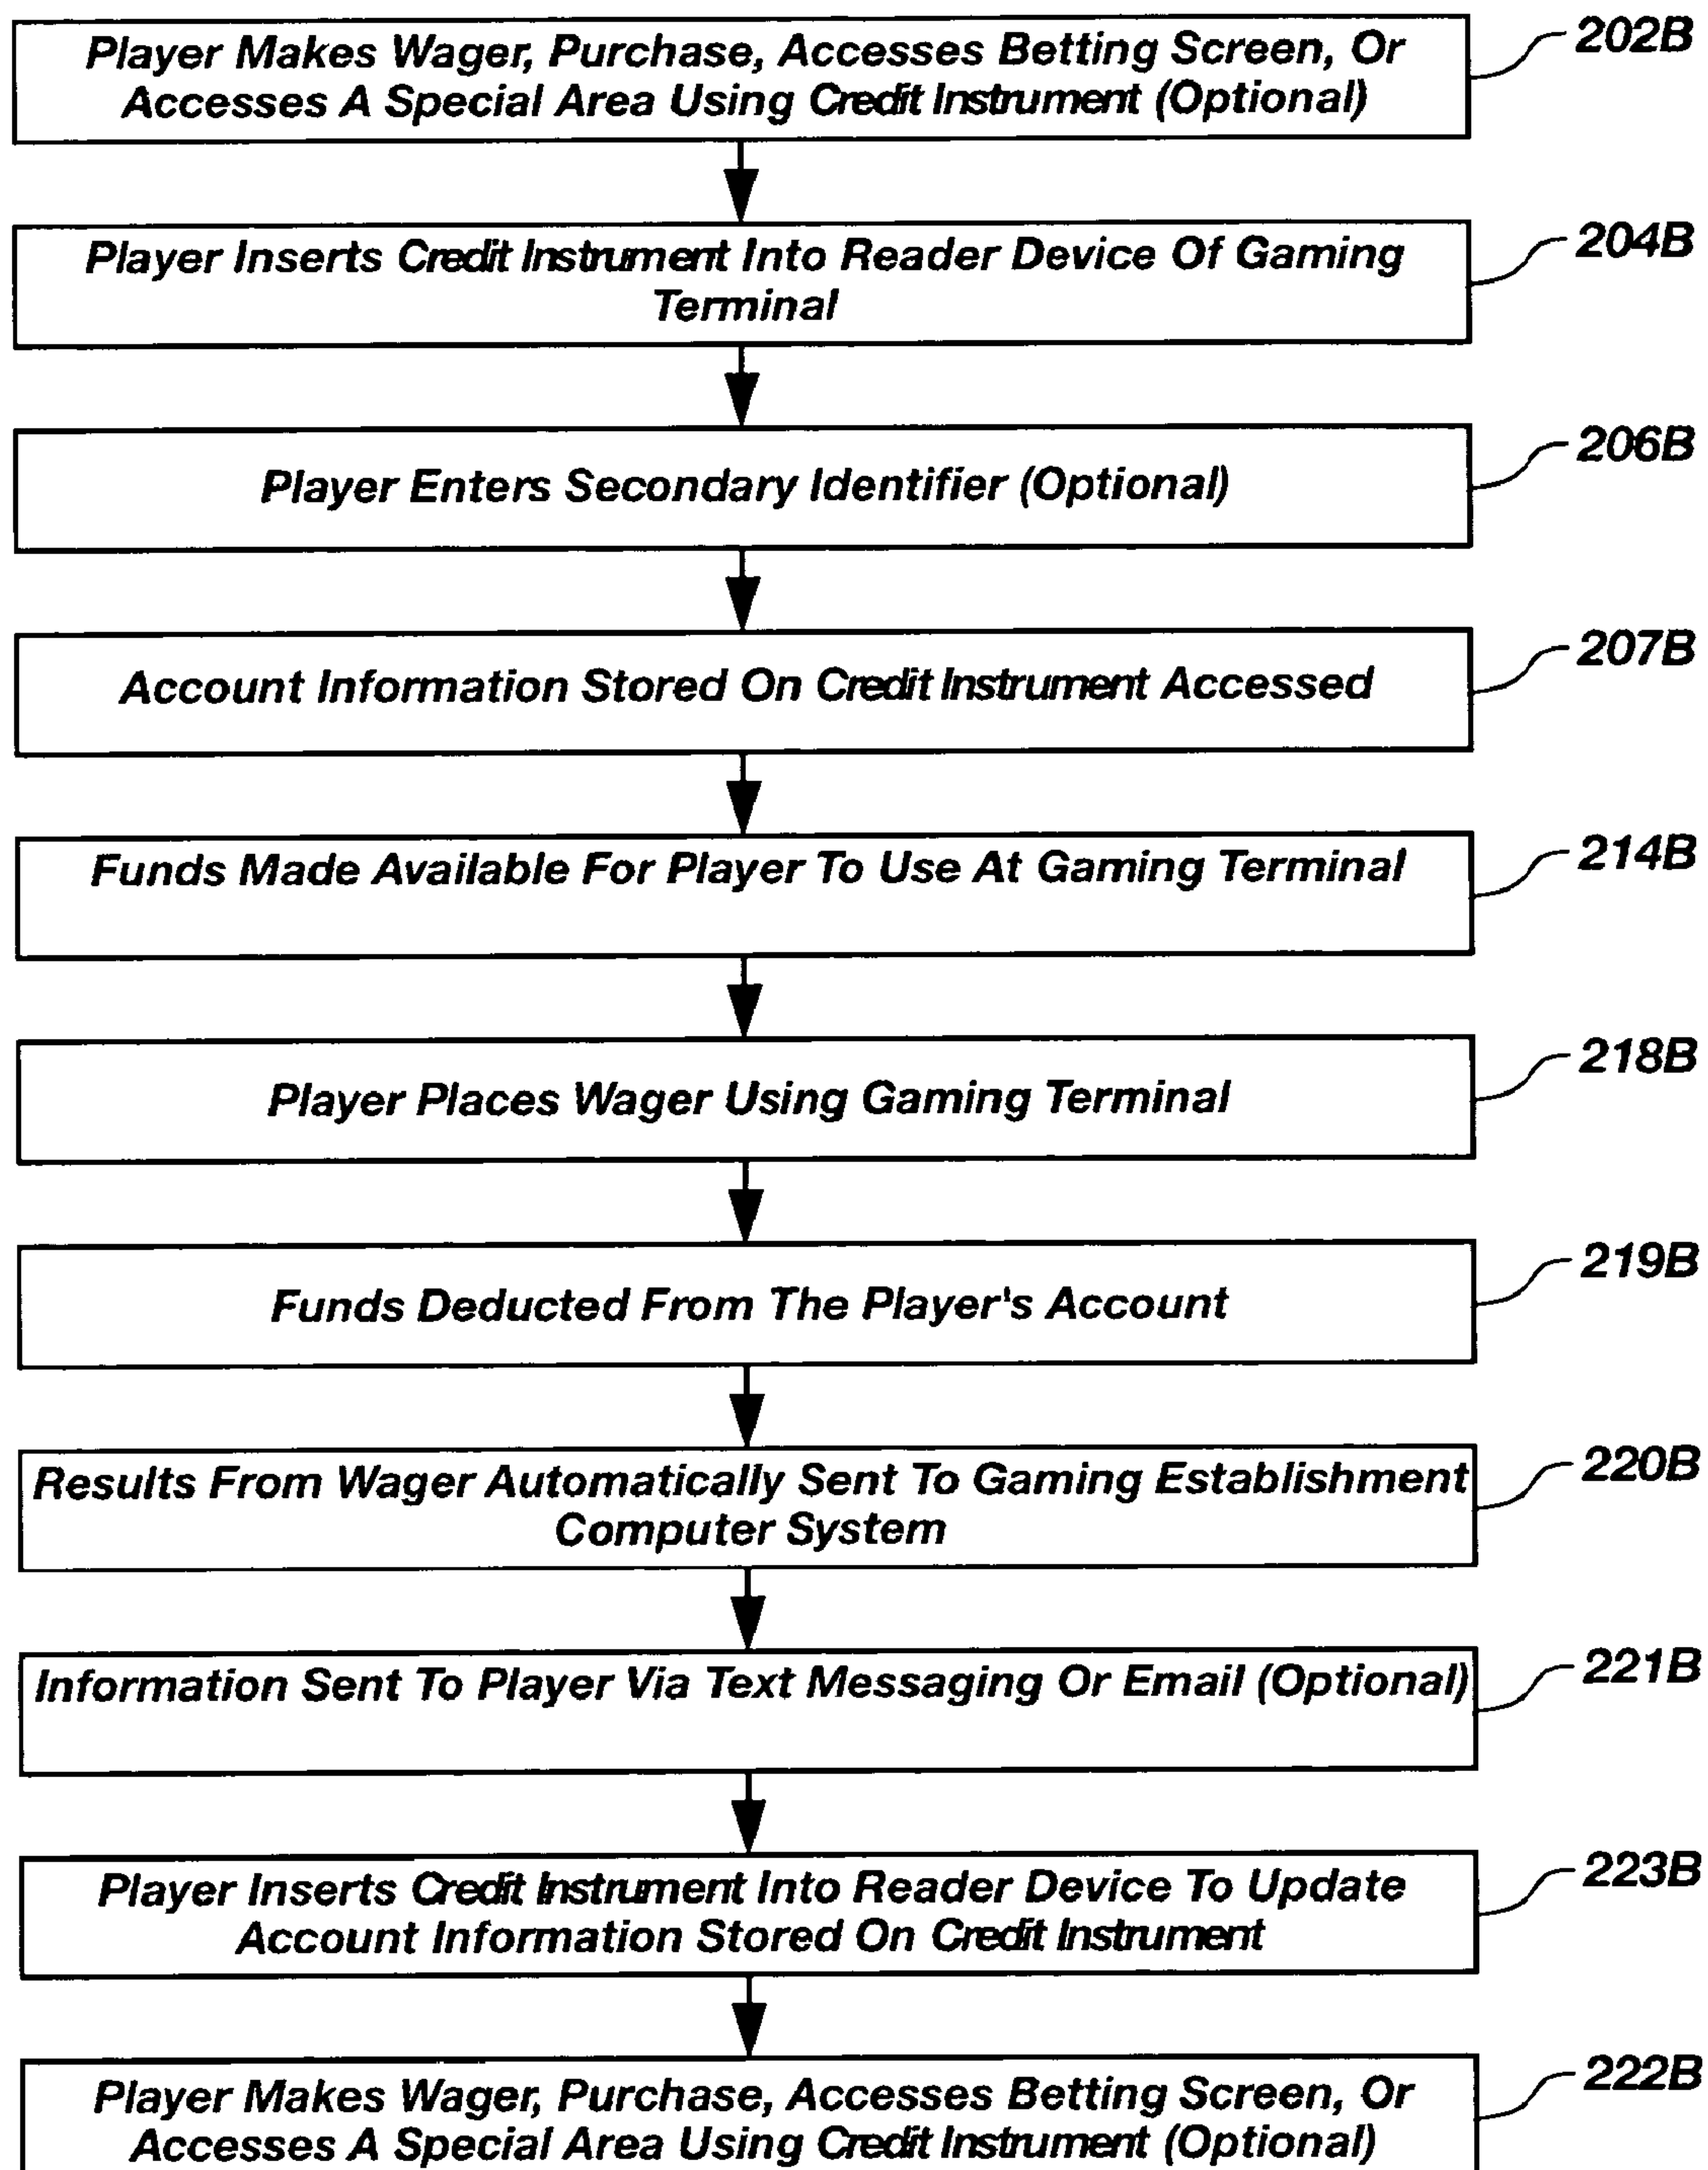 Player Makes Wager, Purchase, Accesses Betting Screen, Or
Accesses A Special Area Using Credit Instrument (Optional)
202B
Player Inserts Credit Instrument Into Reader Device Of Gaming
Terminal
204B
Player Enters Secondary Identifier (Optional)
206B
Account Information Stored On Credit Instrument Accessed
207B
Funds Made Available For Player To Use At Gaming Terminal
214B
Player Places Wager Using Gaming Terminal
218B
Funds Deducted From The Player's Account
219B
Results From Wager Automatically Sent To Gaming Establishment
Computer System
220B
Information Sent To Player Via Text Messaging Or Email (Optional)
221B
Player Inserts Credit Instrument Into Reader Device To Update
Account Information Stored On Credit Instrument
223B
Player Makes Wager, Purchase, Accesses Betting Screen, Or
Accesses A Special Area Using Credit Instrument (Optional)
222B